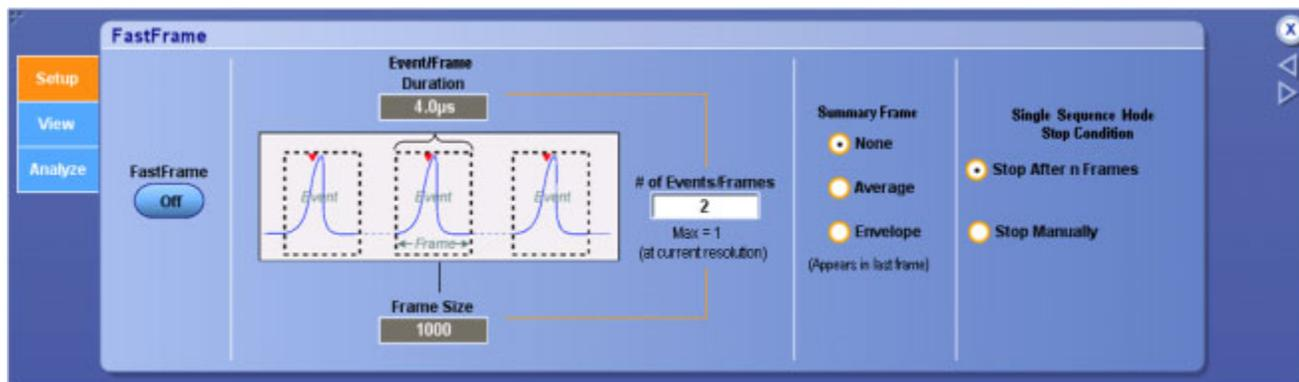 FastFrame
X
Setup
View
Analyze
FastFrame
Off
Event/Frame
Duration
4.0µs
Event
Event
Event
Frame
Frame Size
1000
# of Events/Frames
2
Max = 1
(at current resolution)
Summary Frame
None
Average
Envelope
(Appears in last frame)
Single Sequence Mode
Stop Condition
Stop After n Frames
Stop Manually